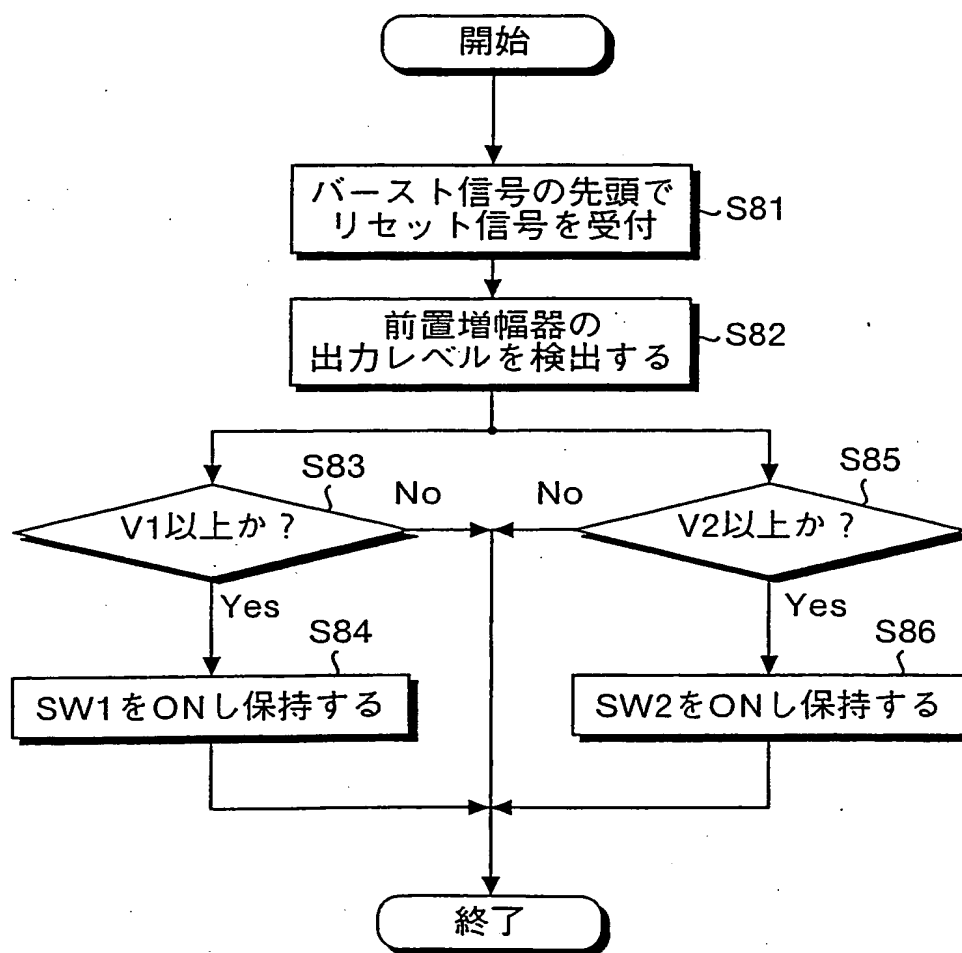 開始
バースト信号の先頭で
リセット信号を受付
S81
前置増幅器の
出力レベルを検出する
S82
S83
V1以上か？
No
No
S85
V2以上か？
Yes
Yes
S84
SW1をONし保持する
S86
SW2をONし保持する
終了